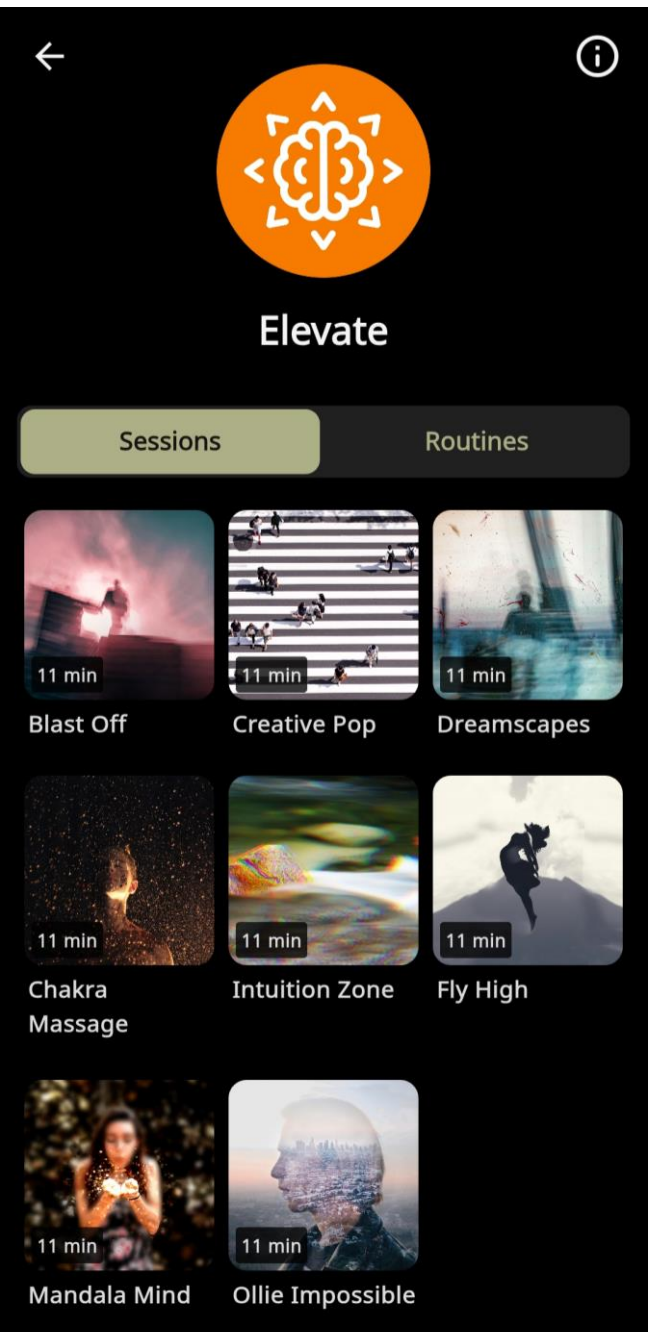 Elevate
Sessions
Routines
11 min
11 min
11 min
Blast Off
Creative Pop
Dreamscapes
11 min
11 min
11 min
Chakra
Massage
Intuition Zone
Fly High
11 min
11 min
Mandala Mind
Ollie Impossible